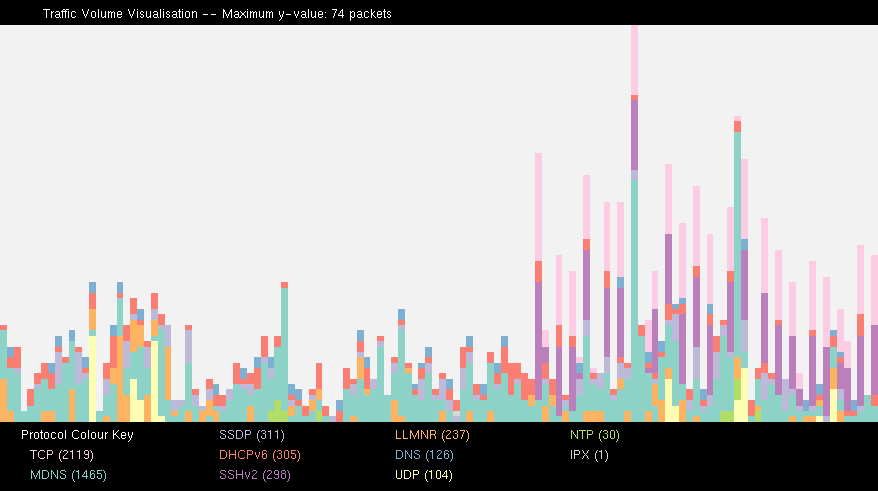 Traffic Volume Visualisation -- Maximum y-value: 74 packets
Protocol Colour Key SSDP (311) LLMNR (237) NTP (30)
TCP (2119) DHCPv6 (305) DNS (126) IPX (1)
MDNS (1465) SSHv2 (298) UDP (104)